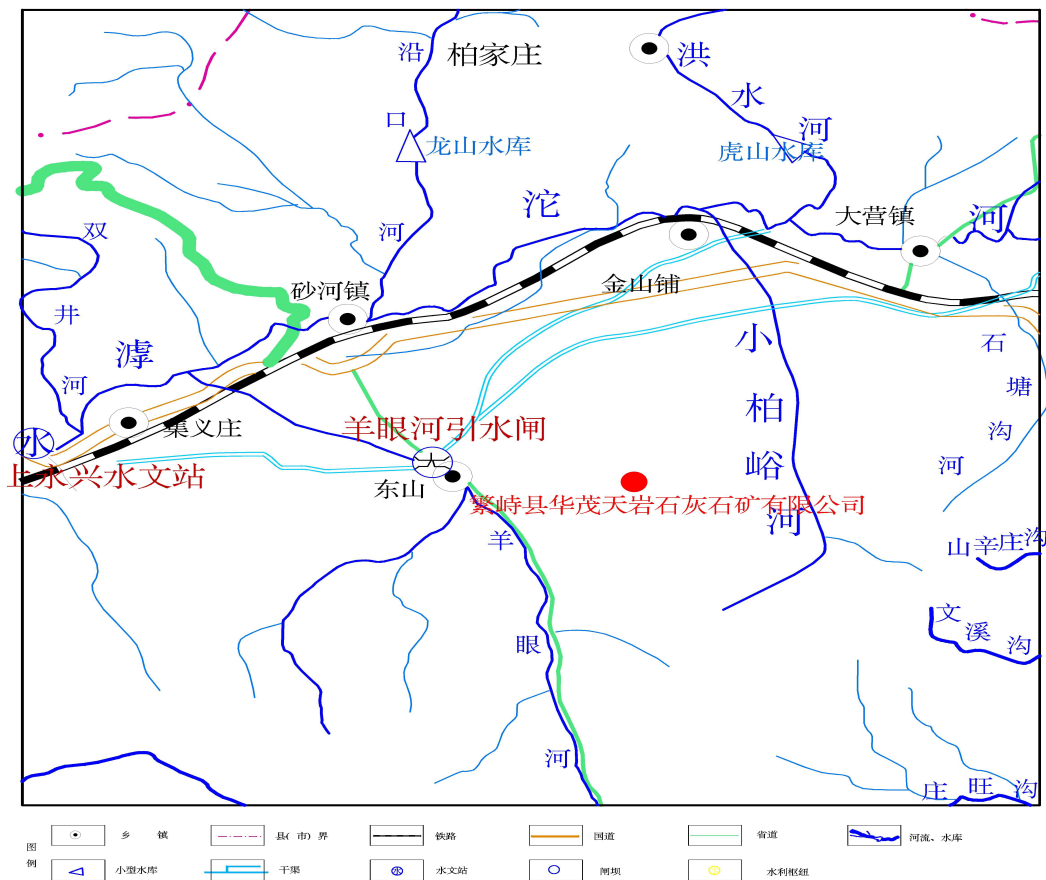 沿口河
柏家庄
洪水河
龙山水库
虎山水库
双井河
沱
大营镇
河
砂河镇
金山铺
滹
小柏峪河
石塘沟河
集义庄
羊眼河引水闸
水
上永兴水文站
东山
繁峙县华茂天岩石灰石矿有限公司
羊眼河
山辛庄沟
文溪沟
庄旺沟
图例
乡 镇
县(市)界
铁路
国道
省道
河流、水库
小型水库
干渠
水
水文站
闸坝
水利枢纽